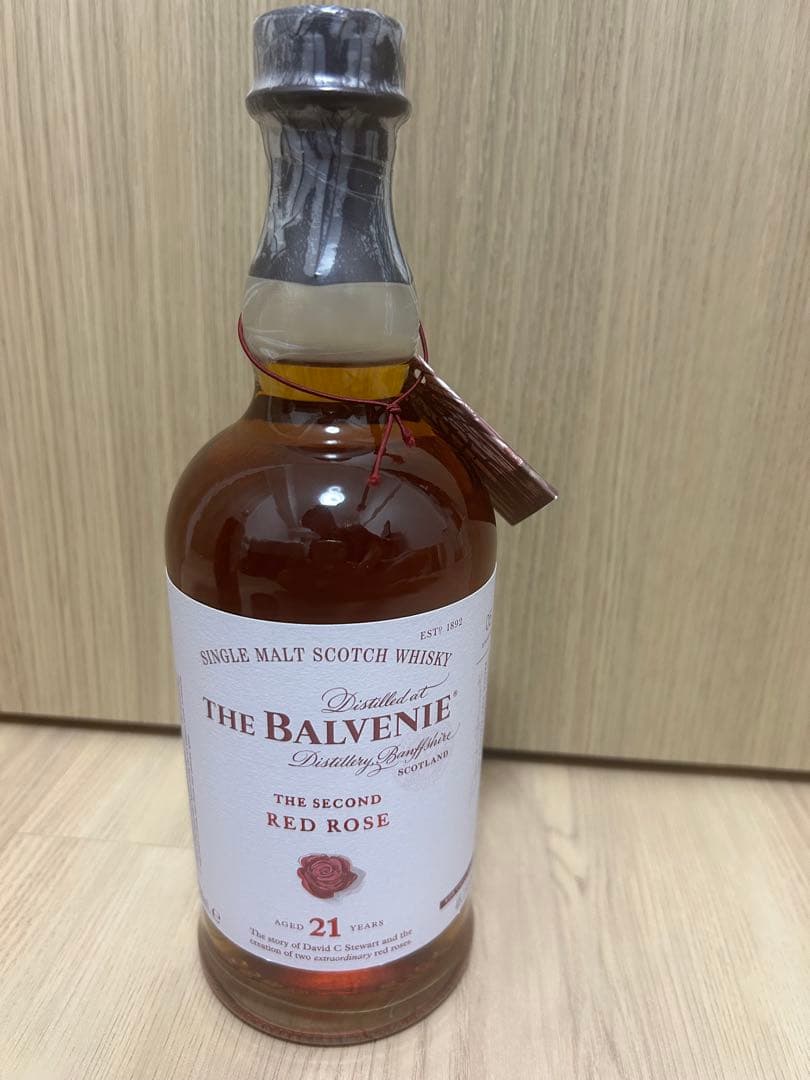 ESTD 1892
SINGLE MALT SCOTCH WHISKY
Distilled at
THE BALVENIE®
Distillery, Banffshire
SCOTLAND
THE SECOND
RED ROSE
AGED 21 YEARS
The story of David C Stewart and the
creation of two extraordinary red roses.